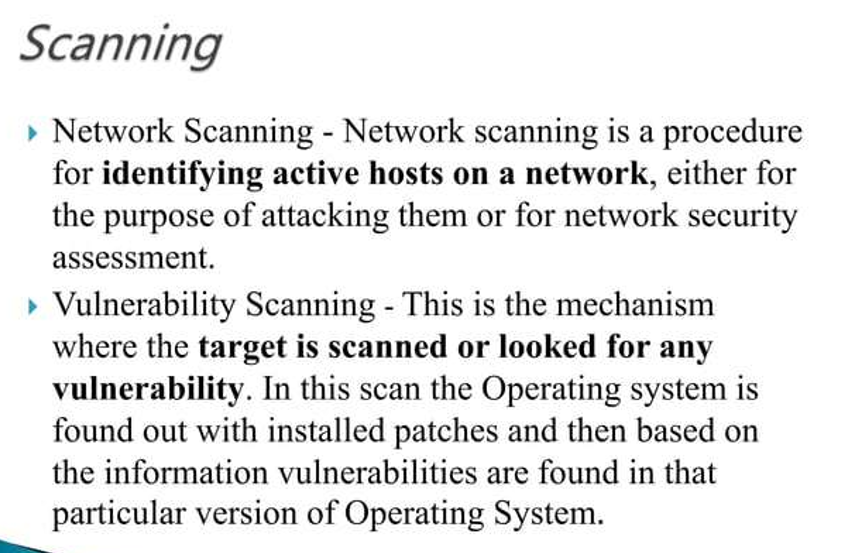 Scanning
Network Scanning - Network scanning is a procedure
for identifying active hosts on a network, either for
the purpose of attacking them or for network security
assessment.
Vulnerability Scanning - This is the mechanism
where the target is scanned or looked for any
vulnerability. In this scan the Operating system is
found out with installed patches and then based on
the information vulnerabilities are found in that
particular version of Operating System.